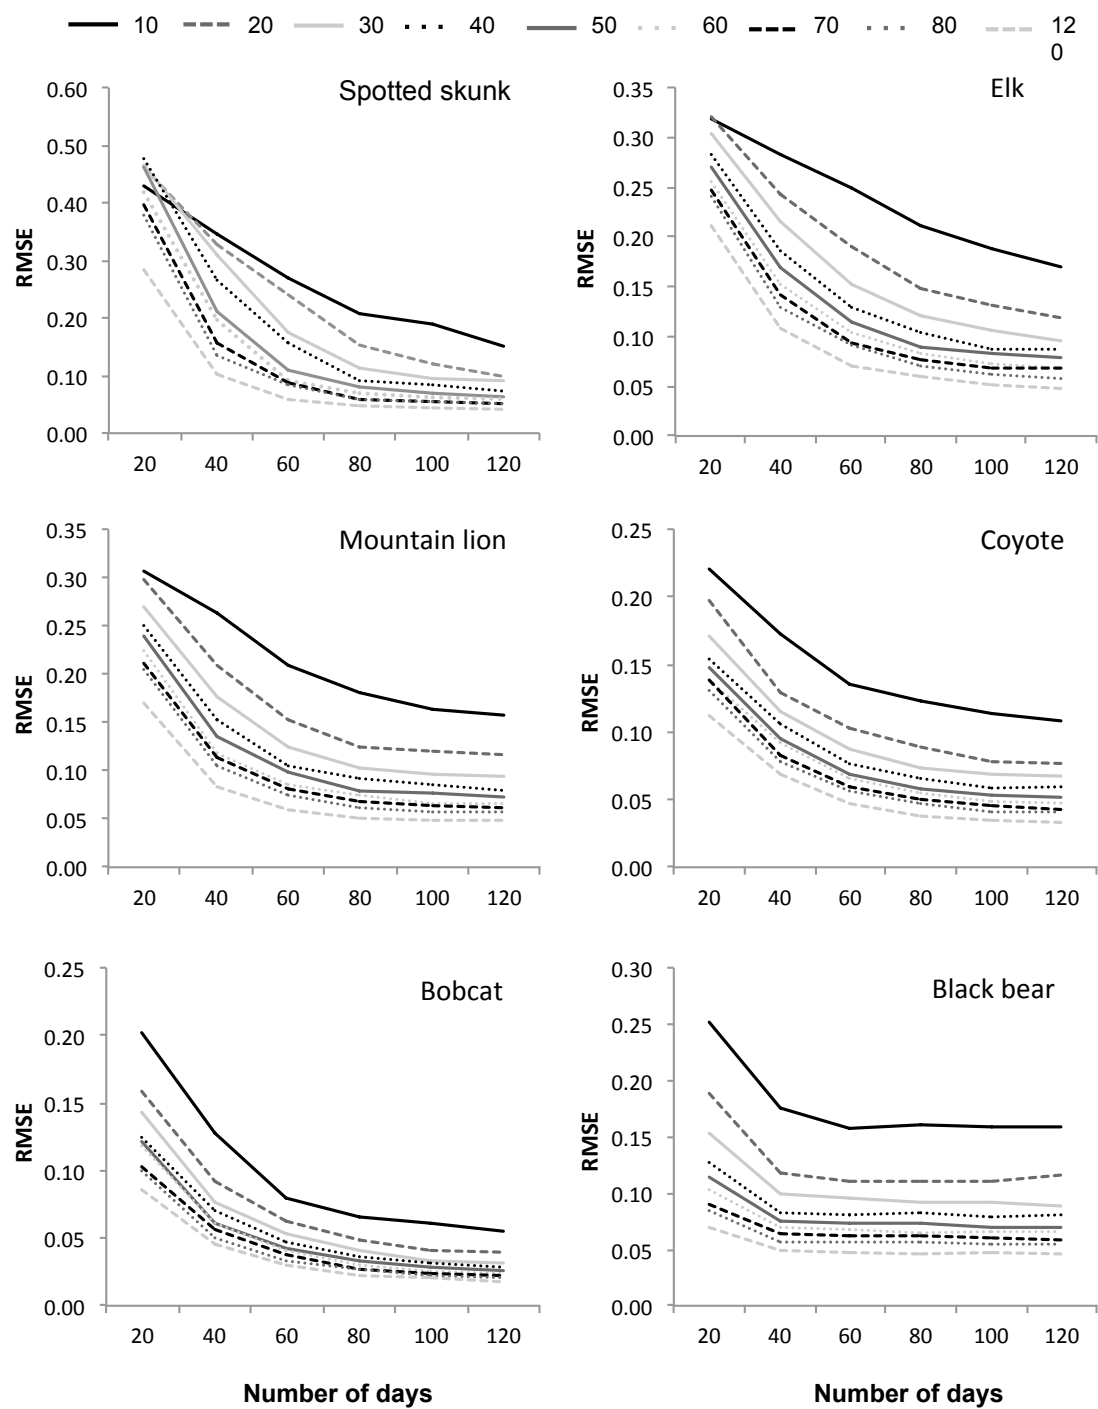 10 20 30 40 50 60 70 80 12
0
Spotted skunk
0.60
0.50
0.40
0.30
0.20
0.10
0.00
RMSE
20 40 60 80 100 120
Elk
0.35
0.30
0.25
0.20
0.15
0.10
0.05
0.00
RMSE
20 40 60 80 100 120
Mountain lion
0.35
0.30
0.25
0.20
0.15
0.10
0.05
0.00
RMSE
20 40 60 80 100 120
Coyote
0.25
0.20
0.15
0.10
0.05
0.00
RMSE
20 40 60 80 100 120
Bobcat
0.25
0.20
0.15
0.10
0.05
0.00
RMSE
20 40 60 80 100 120
Number of days
Black bear
0.30
0.25
0.20
0.15
0.10
0.05
0.00
RMSE
20 40 60 80 100 120
Number of days